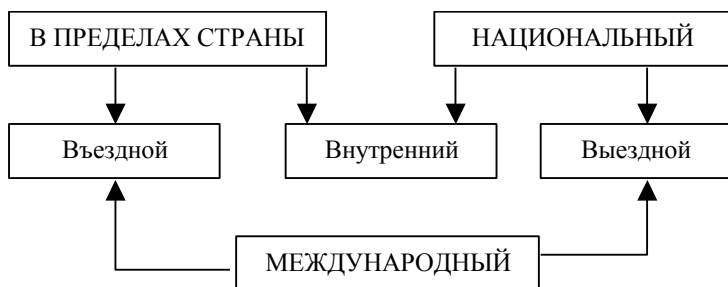 В ПРЕДЕЛАХ СТРАНЫ
НАЦИОНАЛЬНЫЙ
Въездной
Внутренний
Выездной
МЕЖДУНАРОДНЫЙ